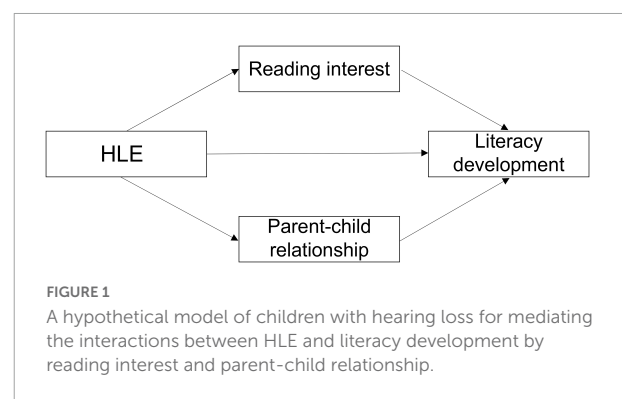 Reading interest
HLE
Literacy
development
Parent-child
relationship
FIGURE 1
A hypothetical model of children with hearing loss for mediating
the interactions between HLE and literacy development by
reading interest and parent-child relationship.